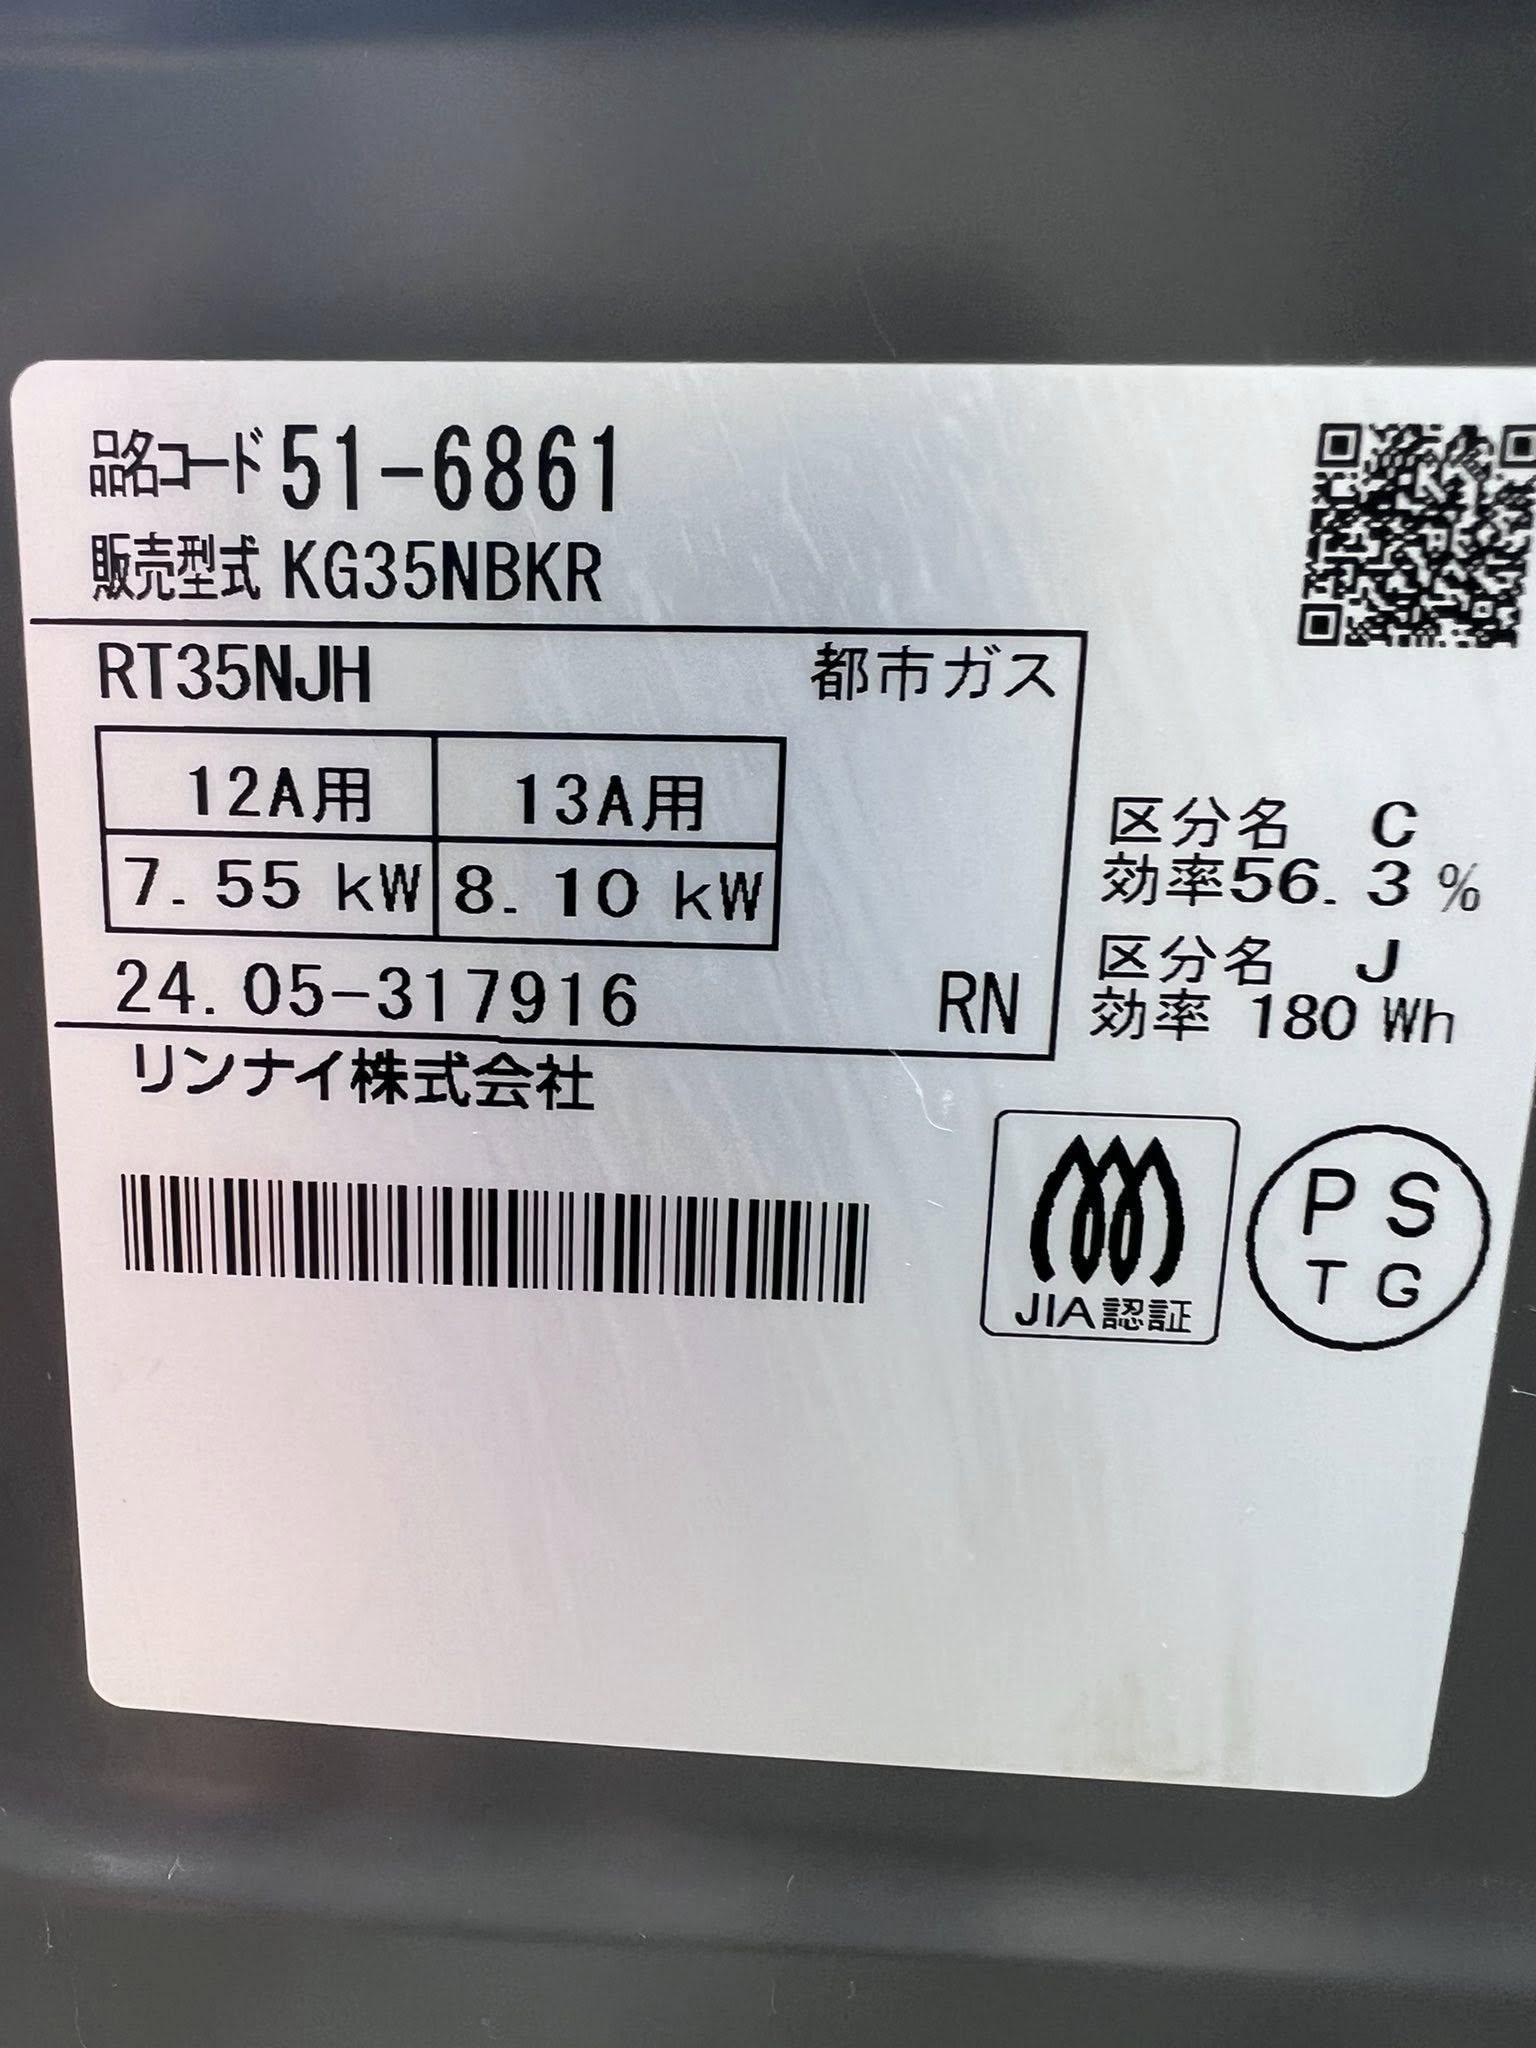 品名コード 51-6861
販売型式 KG35NBKR
RT35NJH 都市ガス
12A用 13A用
7.55 kW 8.10 kW
24.05-317916 RN
リンナイ株式会社
区分名 C
効率56.3%
区分名 J
効率 180 Wh
JIA認証
PS
TG